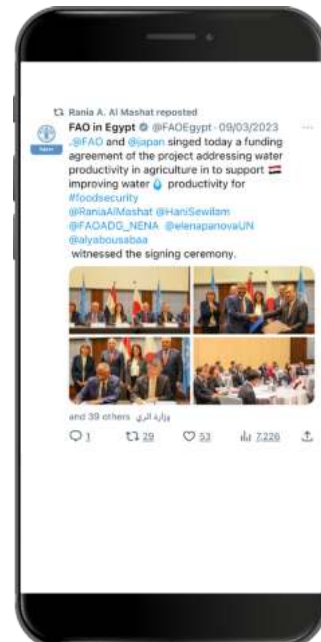 Rania A. Al Mashat reposted
FAO in Egypt @FAOEgypt · 09/03/2023 ...
.@FAO and @japan singed today a funding
agreement of the project addressing water
productivity in agriculture in to support 🇪🇬
improving water 💧 productivity for
#foodsecurity
@RaniaAlMashat @HaniSewilam
@FAOADG_NENA @elenapanovaUN
@alyabousabaa
witnessed the signing ceremony.
and 39 others وزارة الري
1 29 53 7,226